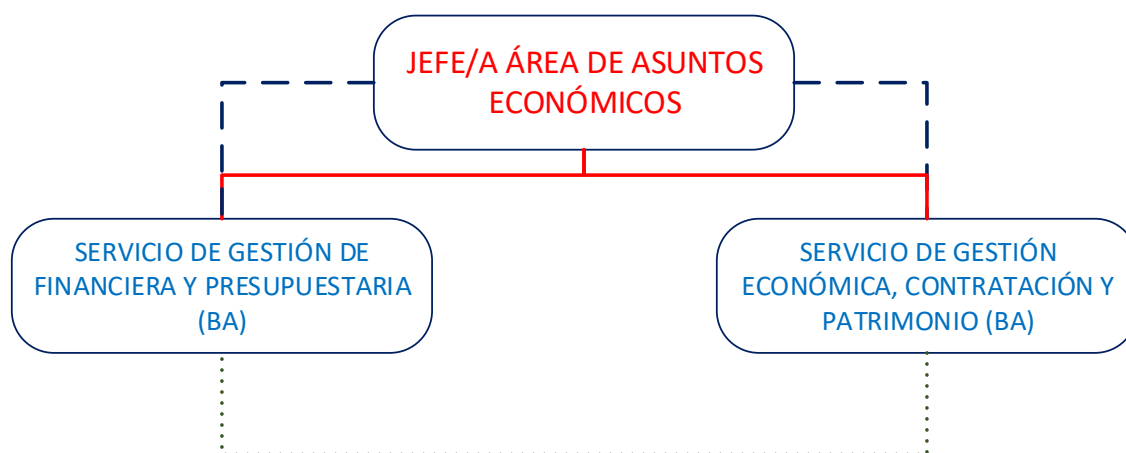 JEFE/A ÁREA DE ASUNTOS
ECONÓMICOS
SERVICIO DE GESTIÓN DE
FINANCIERA Y PRESUPUESTARIA
(BA)
SERVICIO DE GESTIÓN
ECONÓMICA, CONTRATACIÓN Y
PATRIMONIO (BA)